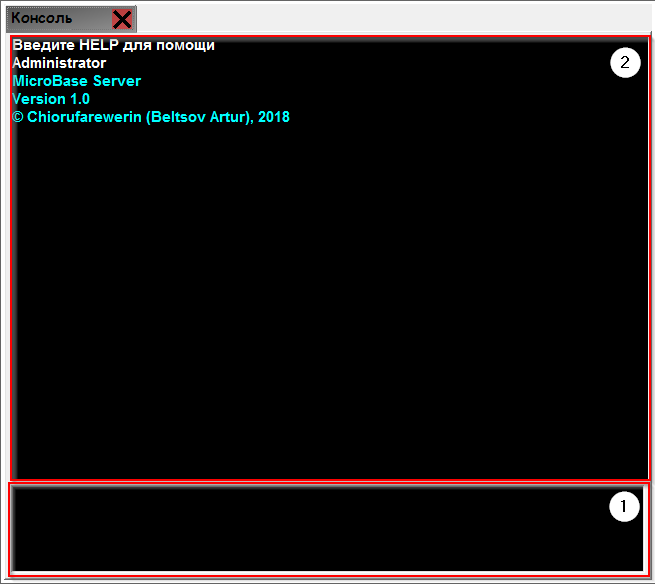 Консоль
Введите HELP для помощи
Administrator
MicroBase Server
Version 1.0
© Chiorufarewerin (Beltsov Artur), 2018
2
1